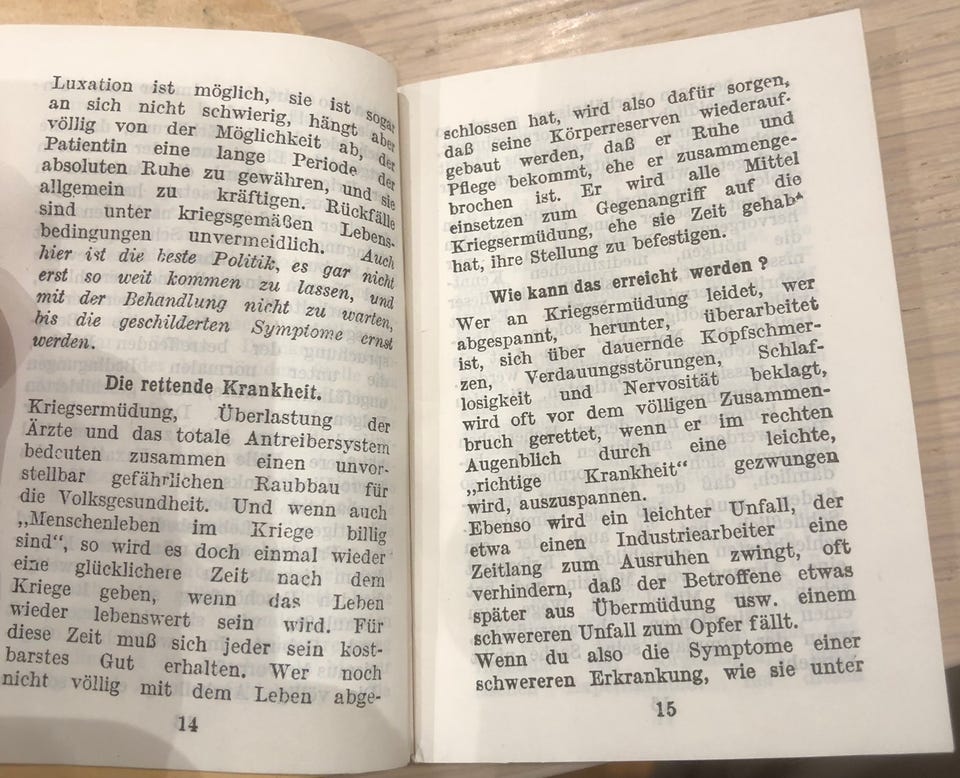 Luxation ist möglich, sie ist sogar
an sich nicht schwierig, hängt aber
völlig von der Möglichkeit ab, der
Patientin eine lange Periode der
absoluten Ruhe zu gewähren, und sie
allgemein zu kräftigen. Rückfälle
sind unter kriegsgemäßen Lebens-
bedingungen unvermeidlich. Auch
hier ist die beste Politik, es gar nicht
erst so weit kommen zu lassen, und
mit der Behandlung nicht zu warten,
bis die geschilderten Symptome ernst
werden.
Die rettende Krankheit.
Kriegsermüdung, Überlastung der
Ärzte und das totale Antreibersystem
bedeuten zusammen einen unvor-
stellbar gefährlichen Raubbau für
die Volksgesundheit. Und wenn auch
„Menschenleben im Kriege billig
sind“, so wird es doch einmal wieder
eine glücklichere Zeit nach dem
Kriege geben, wenn das Leben
wieder lebenswert sein wird. Für
diese Zeit muß sich jeder sein kost-
barstes Gut erhalten. Wer noch
nicht völlig mit dem Leben abge-
14
schlossen hat, wird also dafür sorgen,
daß seine Körperreserven wiederauf-
gebaut werden, daß er Ruhe und
Pflege bekommt, ehe er zusammenge-
brochen ist. Er wird alle Mittel
einsetzen zum Gegenangriff auf die
Kriegsermüdung, ehe sie Zeit gehabt
hat, ihre Stellung zu befestigen.
Wie kann das erreicht werden ?
Wer an Kriegsermüdung leidet, wer
abgespannt, herunter, überarbeitet
ist, sich über dauernde Kopfschmer-
zen, Verdauungsstörungen, Schlaf-
losigkeit und Nervosität beklagt,
wird oft vor dem völligen Zusammen-
bruch gerettet, wenn er im rechten
Augenblich durch eine leichte,
„richtige Krankheit“ gezwungen
wird, auszuspannen.
Ebenso wird ein leichter Unfall, der
etwa einen Industriearbeiter eine
Zeitlang zum Ausruhen zwingt, oft
verhindern, daß der Betroffene etwas
später aus Übermüdung usw. einem
schwereren Unfall zum Opfer fällt.
Wenn du also die Symptome einer
schwereren Erkrankung, wie sie unter
15